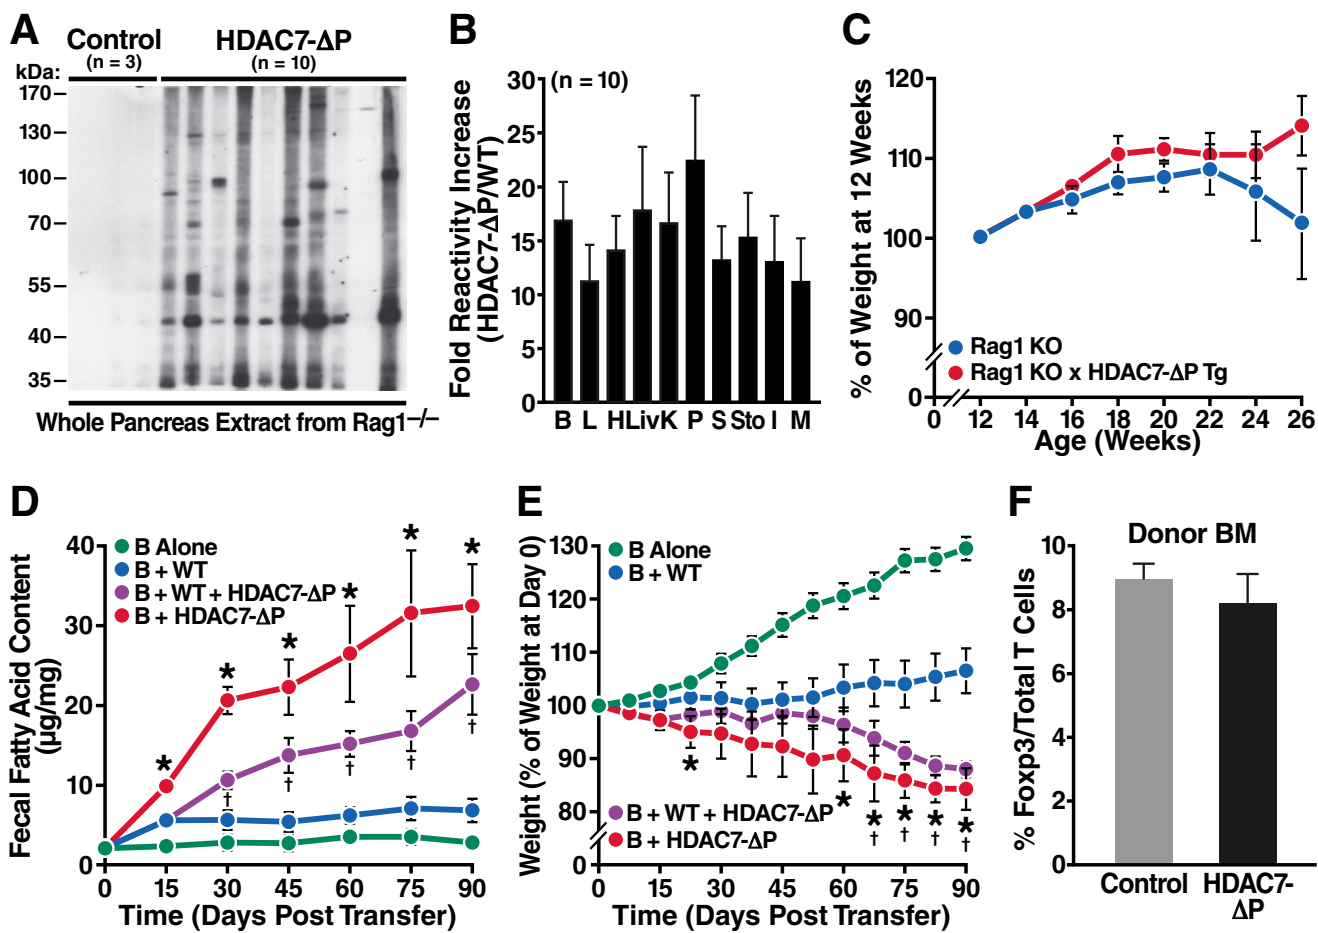 A
Control
(n = 3)
HDAC7-ΔP
(n = 10)
kDa:
170
130
100
70
55
40
35
Whole Pancreas Extract from Rag1−/−
B
Fold Reactivity Increase
(HDAC7-ΔP/WT)
(n = 10)
30
25
20
15
10
5
0
B L H Liv K P S Sto I M
C
% of Weight at 12 Weeks
120
110
100
90
0
Rag1 KO
Rag1 KO x HDAC7-ΔP Tg
0 12 14 16 18 20 22 24 26
Age (Weeks)
D
Fecal Fatty Acid Content
(µg/mg)
40
30
20
10
0
B Alone
B + WT
B + WT + HDAC7-ΔP
B + HDAC7-ΔP
* * * * * *
† † † † †
0 15 30 45 60 75 90
Time (Days Post Transfer)
E
Weight (% of Weight at Day 0)
130
120
110
100
90
80
0
B Alone
B + WT
B + WT + HDAC7-ΔP
B + HDAC7-ΔP
* * * * * *
† † † †
0 15 30 45 60 75 90
Time (Days Post Transfer)
F
Donor BM
% Foxp3/Total T Cells
10
8
6
4
2
0
Control
HDAC7-
ΔP